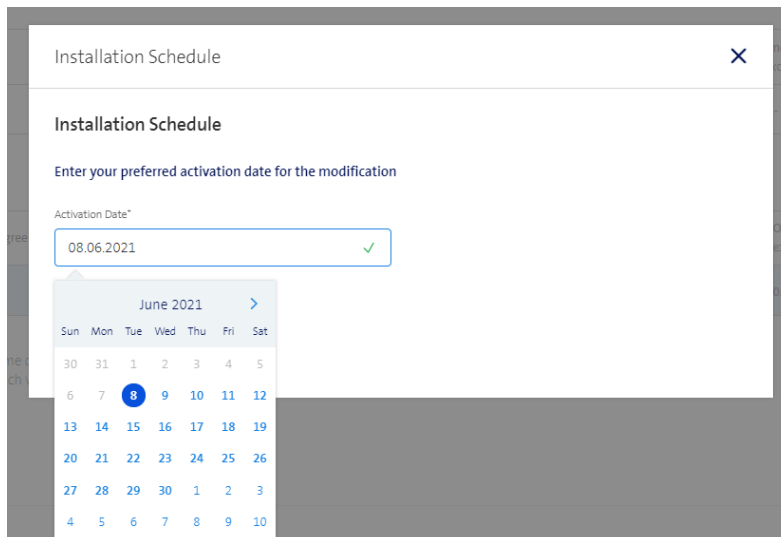 Installation Schedule
Installation Schedule
Enter your preferred activation date for the modification
Activation Date*
08.06.2021
June 2021
Sun Mon Tue Wed Thu Fri Sat
30 31 1 2 3 4 5
6 7 8 9 10 11 12
13 14 15 16 17 18 19
20 21 22 23 24 25 26
27 28 29 30 1 2 3
4 5 6 7 8 9 10